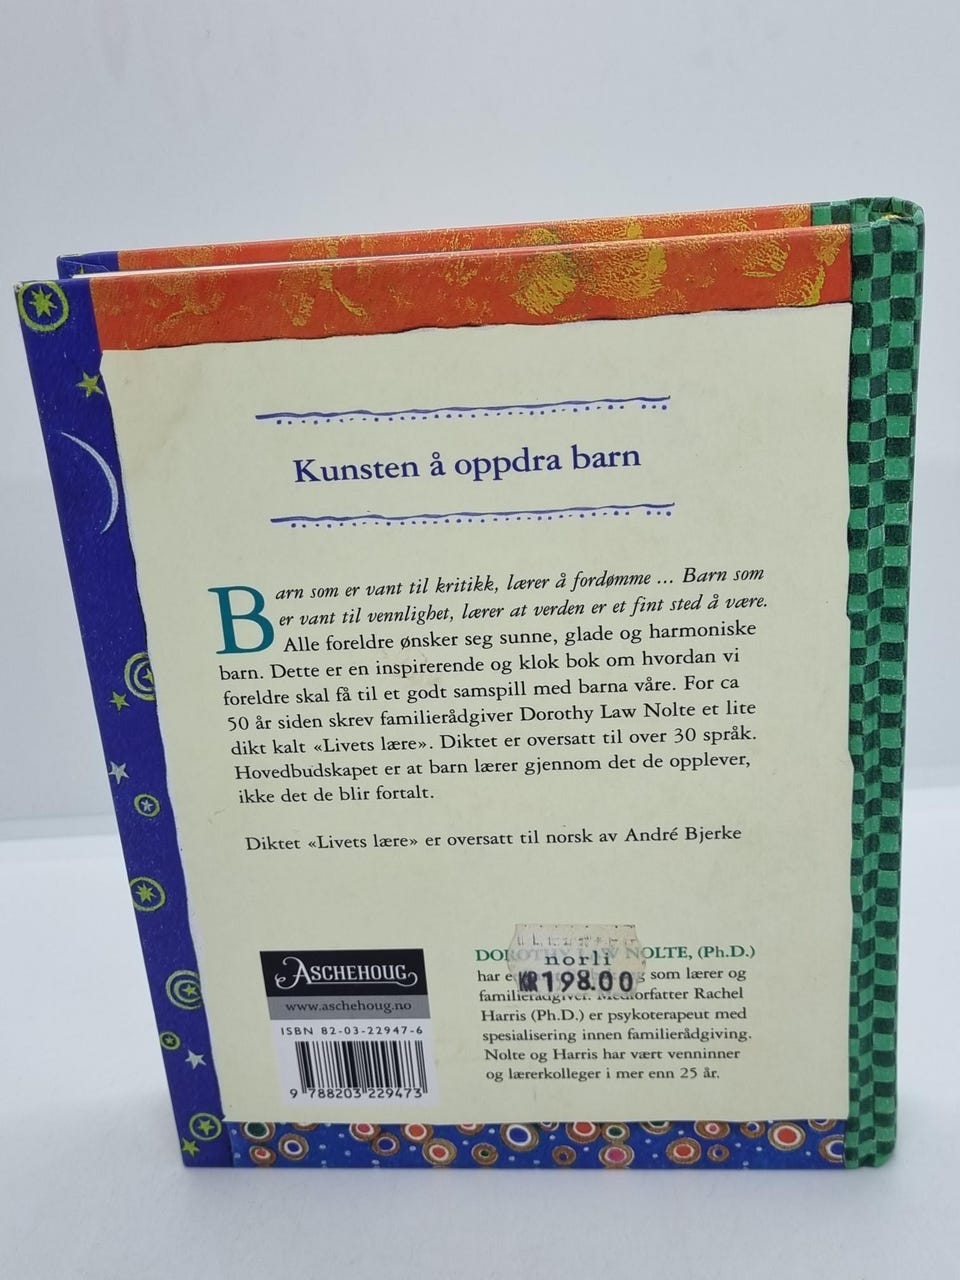 Kunsten å oppdra barn
Barn som er vant til kritikk, lærer å fordømme ... Barn som
er vant til vennlighet, lærer at verden er et fint sted å være.
Alle foreldre ønsker seg sunne, glade og harmoniske
barn. Dette er en inspirerende og klok bok om hvordan vi
foreldre skal få til et godt samspill med barna våre. For ca
50 år siden skrev familierådgiver Dorothy Law Nolte et lite
dikt kalt «Livets lære». Diktet er oversatt til over 30 språk.
Hovedbudskapet er at barn lærer gjennom det de opplever,
ikke det de blir fortalt.
Diktet «Livets lære» er oversatt til norsk av André Bjerke
ASCHEHOUG
www.aschehoug.no
ISBN 82-03-22947-6
9 788203 229473
DOROTHY LAW NOLTE, (Ph.D.)
norli
har som lærer og
KR198.00
familierådgiver. Medforfatter Rachel
Harris (Ph.D.) er psykoterapeut med
spesialisering innen familierådgiving.
Nolte og Harris har vært venninner
og lærerkolleger i mer enn 25 år.